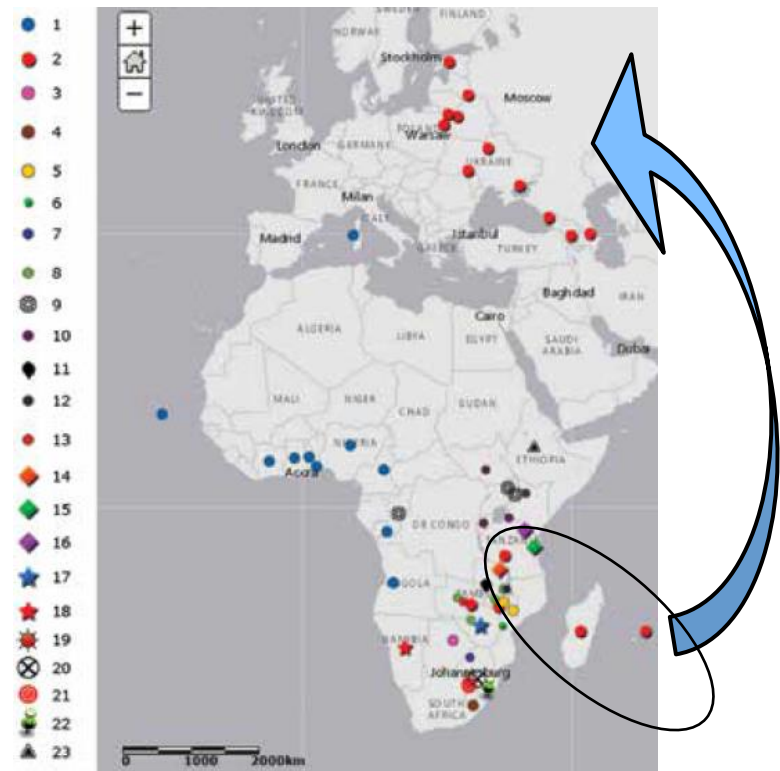 1
2
3
4
5
6
7
8
9
10
11
12
13
14
15
16
17
18
19
20
21
22
23
+
−
SWEDEN
FINLAND
NORWAY
Stockholm
Moscow
UNITED
KINGDOM
POLAND
Warsaw
London
GERMANY
UKRAINE
FRANCE
Milan
ITALY
Madrid
Istanbul
GREECE
TURKEY
Baghdad
IRAN
Cairo
ALGERIA
LIBYA
EGYPT
SAUDI
ARABIA
Dubai
MALI
NIGER
CHAD
SUDAN
NIGERIA
Accra
ETHIOPIA
DR CONGO
TANZANIA
ANGOLA
NAMIBIA
Johannesburg
SOUTH
AFRICA
0 1000 2000km